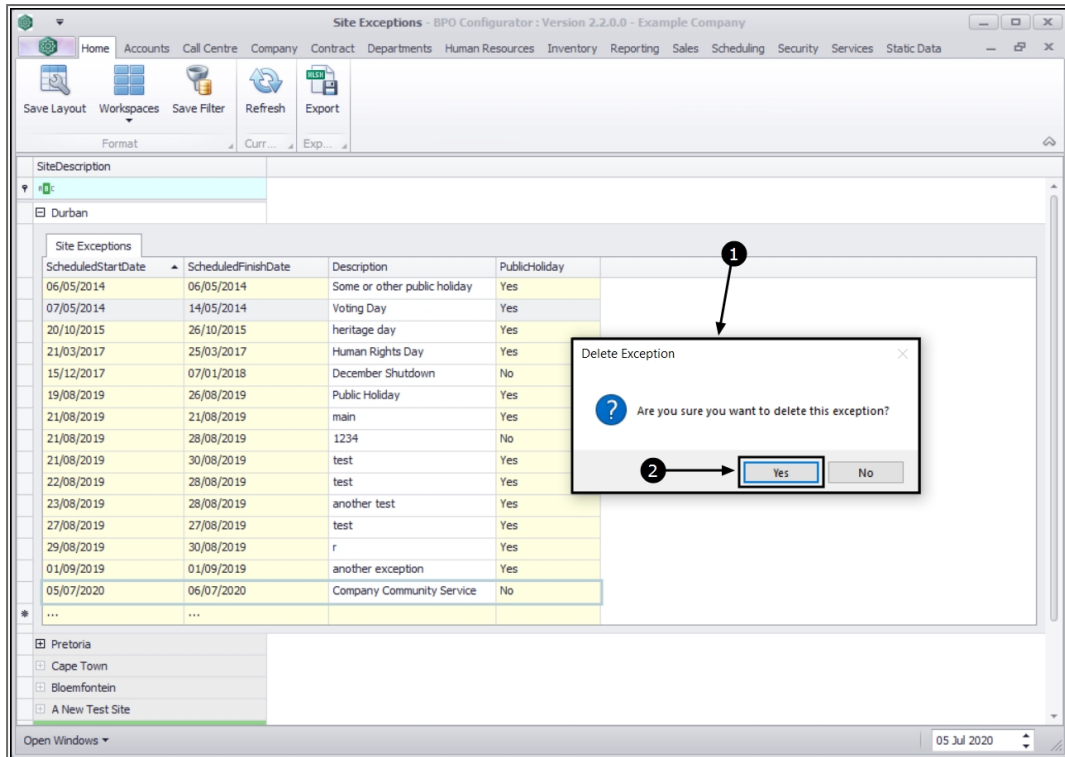 Site Exceptions - BPO Configurator : Version 2.2.0.0 - Example Company
Home Accounts Call Centre Company Contract Departments Human Resources Inventory Reporting Sales Scheduling Security Services Static Data
XLSX
Save Layout Workspaces Save Filter Refresh Export
Format Curr... Exp...
SiteDescription
Durban
Site Exceptions
ScheduledStartDate ScheduledFinishDate Description PublicHoliday
06/05/2014 06/05/2014 Some or other public holiday Yes
07/05/2014 14/05/2014 Voting Day Yes
20/10/2015 26/10/2015 heritage day Yes
21/03/2017 25/03/2017 Human Rights Day Yes
15/12/2017 07/01/2018 December Shutdown No
19/08/2019 26/08/2019 Public Holiday Yes
21/08/2019 21/08/2019 main Yes
21/08/2019 28/08/2019 1234 No
21/08/2019 30/08/2019 test Yes
22/08/2019 28/08/2019 test Yes
23/08/2019 28/08/2019 another test Yes
27/08/2019 27/08/2019 test Yes
29/08/2019 30/08/2019 r Yes
01/09/2019 01/09/2019 another exception Yes
05/07/2020 06/07/2020 Company Community Service No
... ...
1
Delete Exception
? Are you sure you want to delete this exception?
2
Yes No
Pretoria
Cape Town
Bloemfontein
A New Test Site
Open Windows 05 Jul 2020